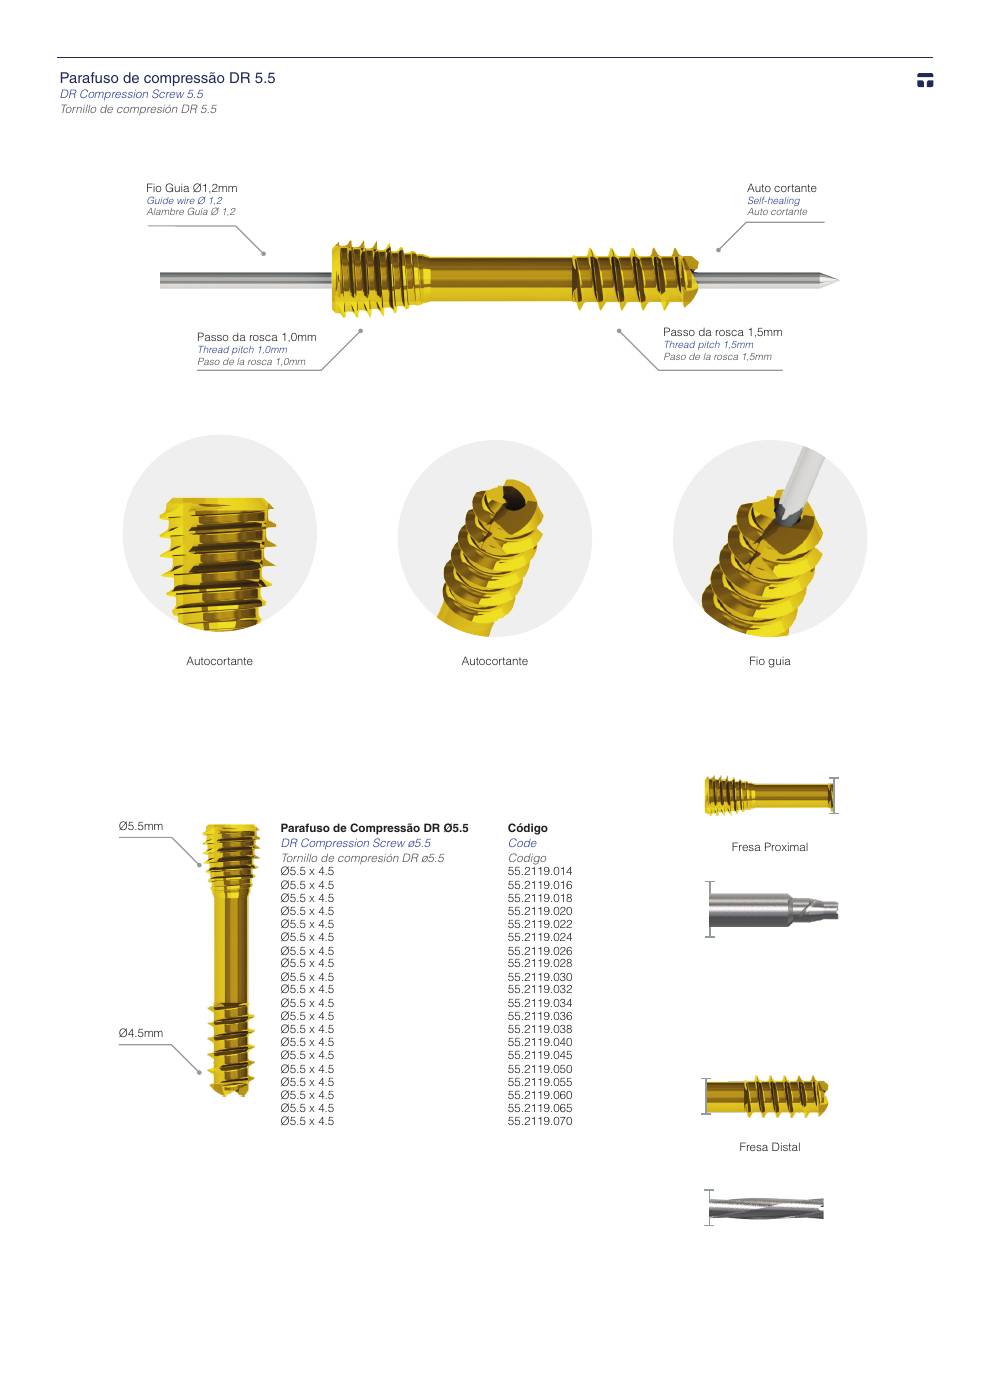 Parafuso de compressão DR 5.5
DR Compression Screw 5.5
Tornillo de compresión DR 5.5
Fio Guia Ø1,2mm
Guide wire Ø 1,2
Alambre Guía Ø 1,2
Auto cortante
Self-healing
Auto cortante
Passo da rosca 1,0mm
Thread pitch 1,0mm
Paso de la rosca 1,0mm
Passo da rosca 1,5mm
Thread pitch 1,5mm
Paso de la rosca 1,5mm
Autocortante
Autocortante
Fio guia
Ø5.5mm
Ø4.5mm
Parafuso de Compressão DR Ø5.5 Código
DR Compression Screw ø5.5 Code
Tornillo de compresión DR ø5.5 Codigo
Ø5.5 x 4.5 55.2119.014
Ø5.5 x 4.5 55.2119.016
Ø5.5 x 4.5 55.2119.018
Ø5.5 x 4.5 55.2119.020
Ø5.5 x 4.5 55.2119.022
Ø5.5 x 4.5 55.2119.024
Ø5.5 x 4.5 55.2119.026
Ø5.5 x 4.5 55.2119.028
Ø5.5 x 4.5 55.2119.030
Ø5.5 x 4.5 55.2119.032
Ø5.5 x 4.5 55.2119.034
Ø5.5 x 4.5 55.2119.036
Ø5.5 x 4.5 55.2119.038
Ø5.5 x 4.5 55.2119.040
Ø5.5 x 4.5 55.2119.045
Ø5.5 x 4.5 55.2119.050
Ø5.5 x 4.5 55.2119.055
Ø5.5 x 4.5 55.2119.060
Ø5.5 x 4.5 55.2119.065
Ø5.5 x 4.5 55.2119.070
Fresa Proximal
Fresa Distal